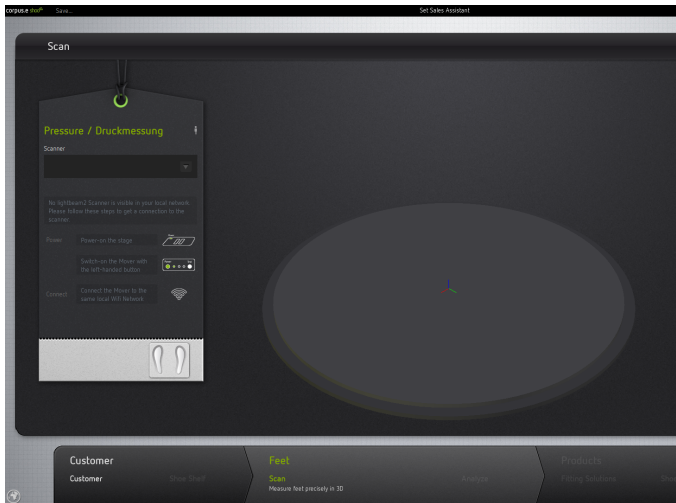 corpus.e shod³⁰ Save... Set Sales Assistant
Scan
Pressure / Druckmessung
Scanner
No lightbeam2 Scanner is visible in your local network.
Please follow these steps to get a connection to the
scanner.
Power Power-on the stage
Switch-on the Mover with
the left-handed button
Connect Connect the Mover to the
same local Wifi Network
Customer Feet Products
Customer Show Shelf Scan Analyze Fitting Solutions
Measure feet precisely in 3D